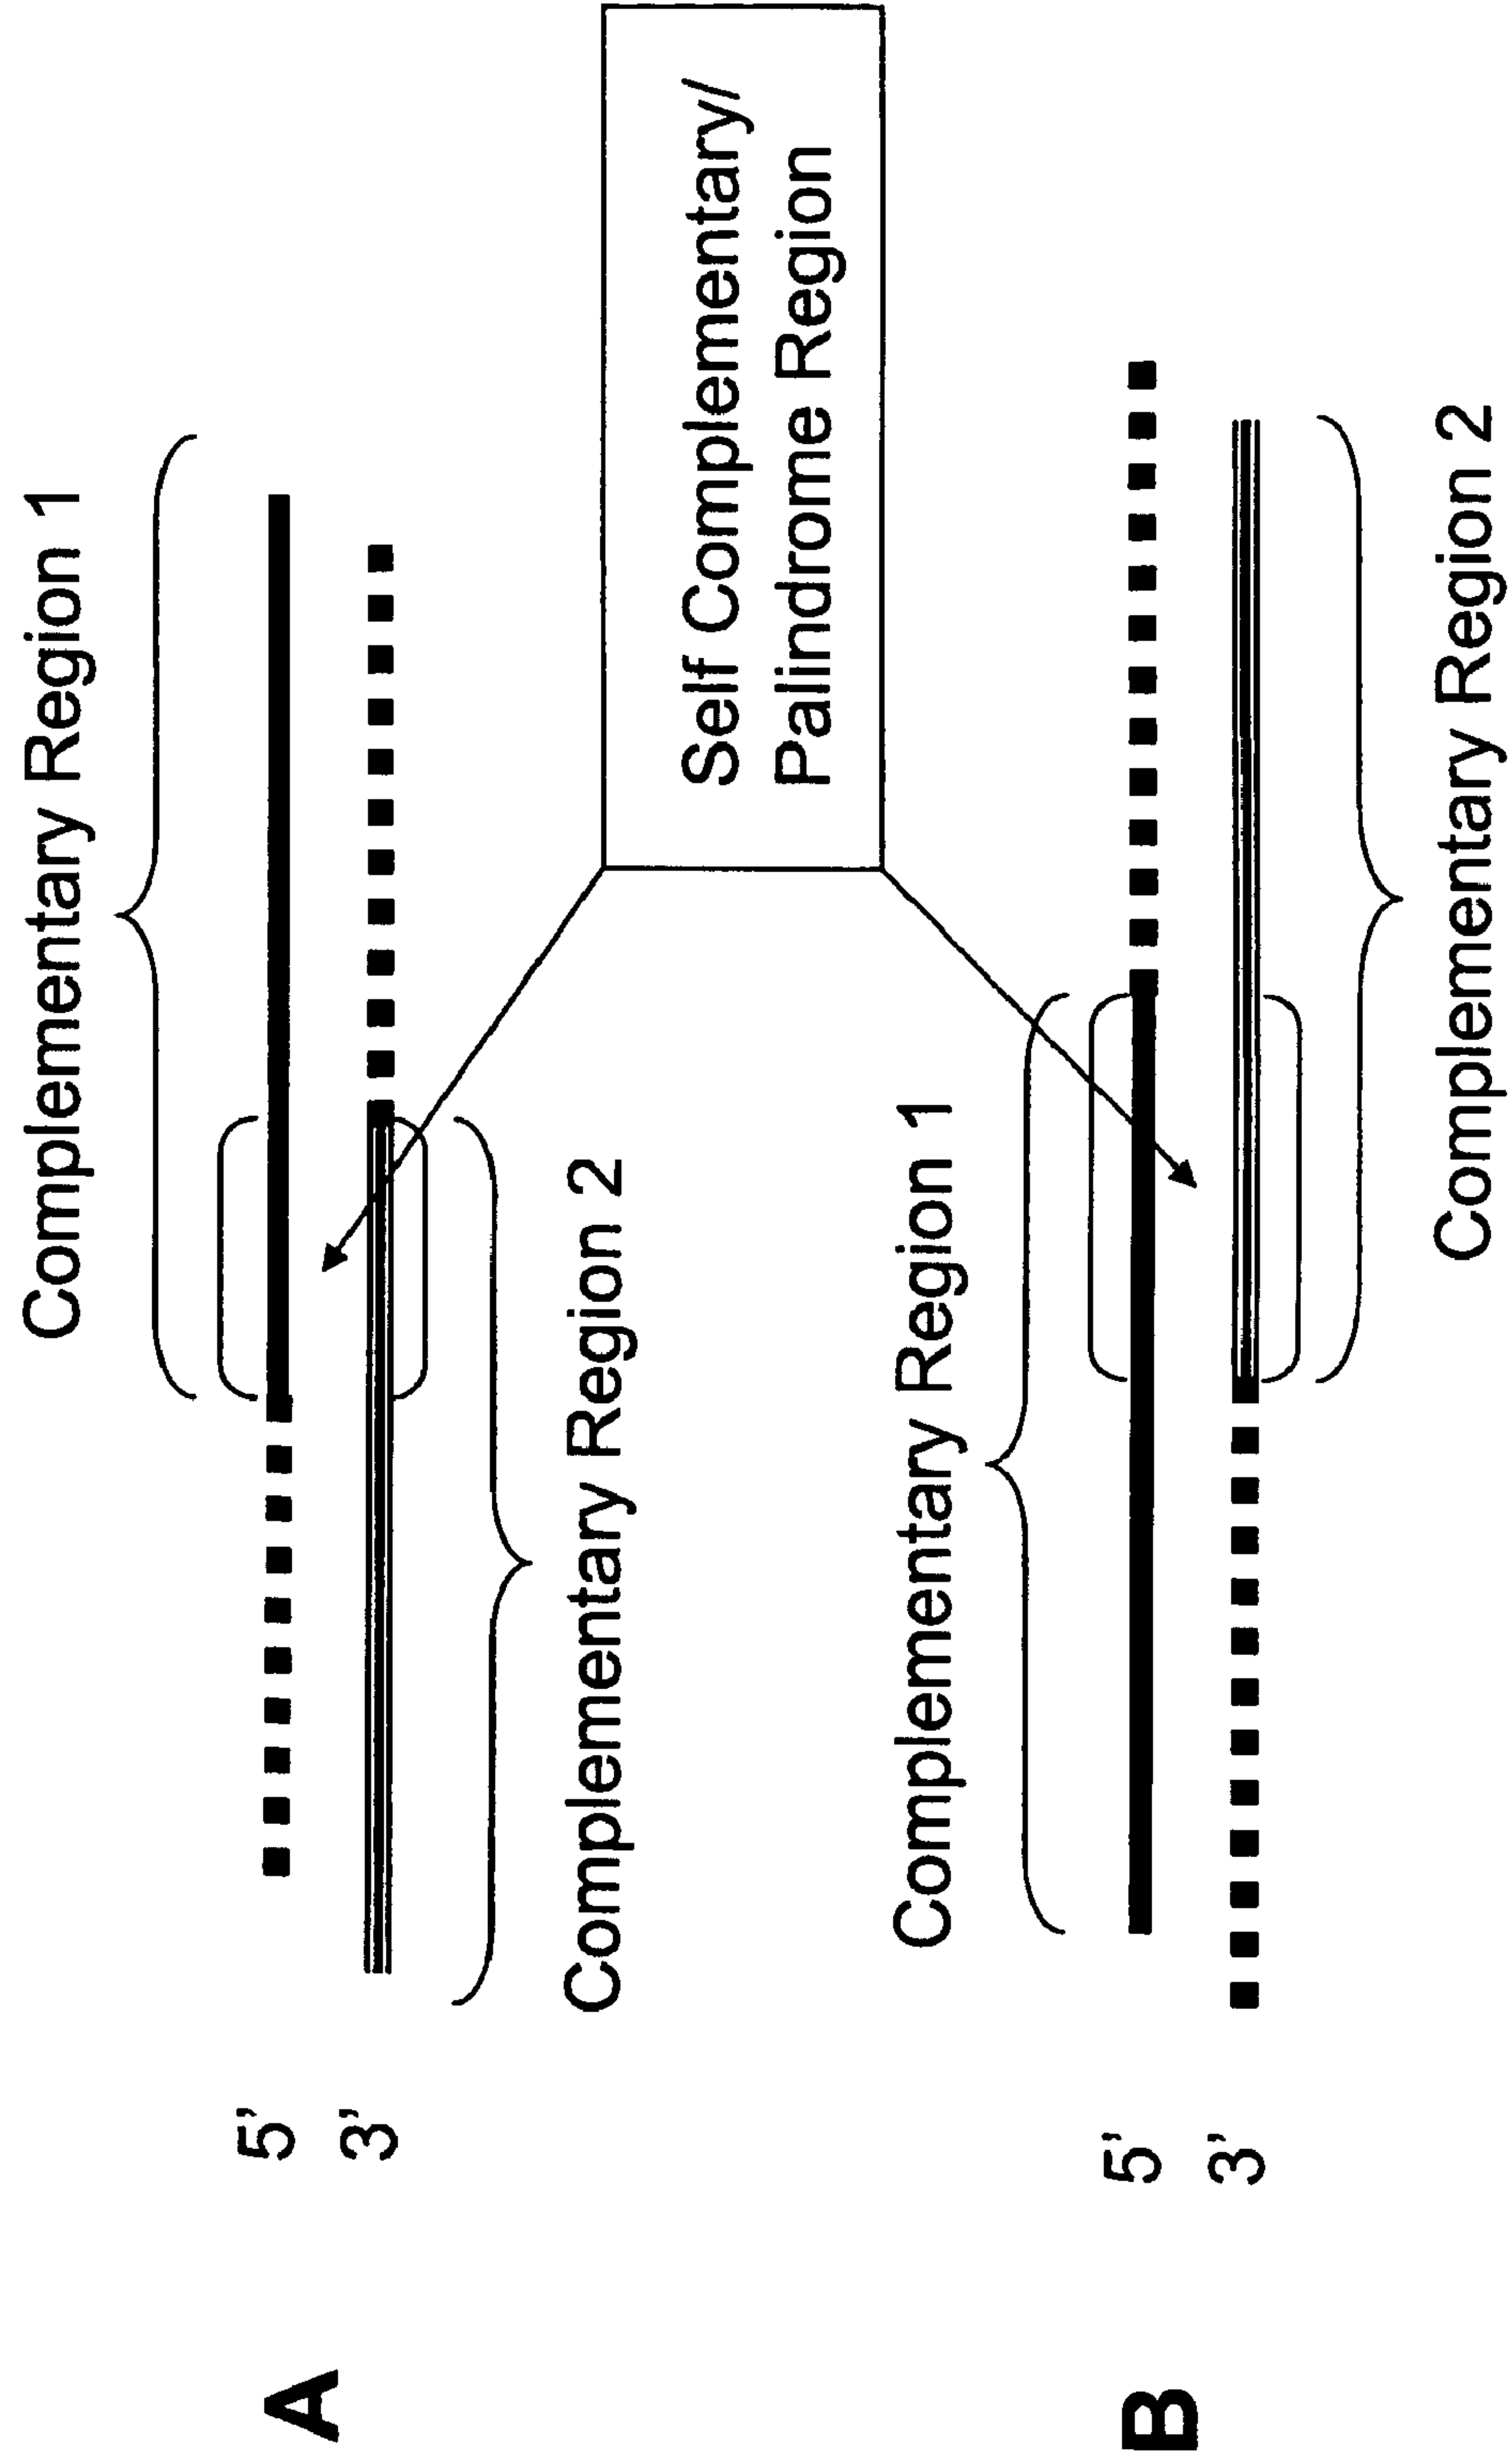 Complementary Region 1
A
5'
3'
Complementary Region 2
Self Complementary/
Palindrome Region
Complementary Region 1
B
5'
3'
Complementary Region 2